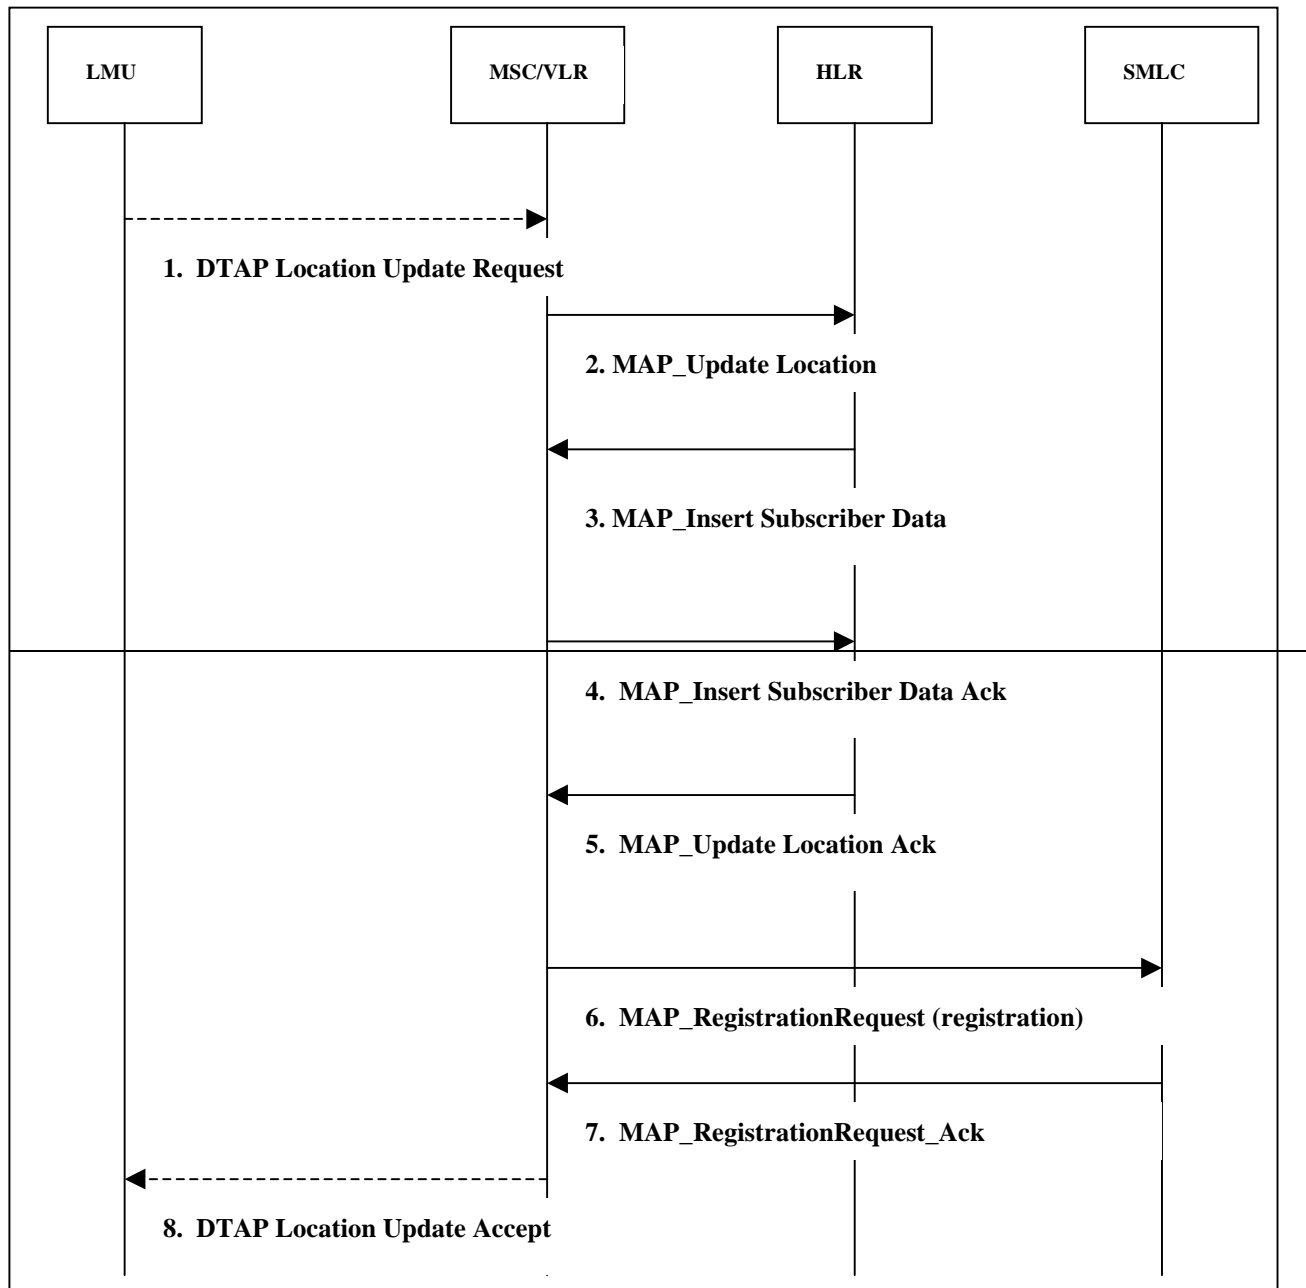 LMU
MSC/VLR
HLR
SMLC
1. DTAP Location Update Request
2. MAP_Update Location
3. MAP_Insert Subscriber Data
4. MAP_Insert Subscriber Data Ack
5. MAP_Update Location Ack
6. MAP_RegistrationRequest (registration)
7. MAP_RegistrationRequest_Ack
8. DTAP Location Update Accept